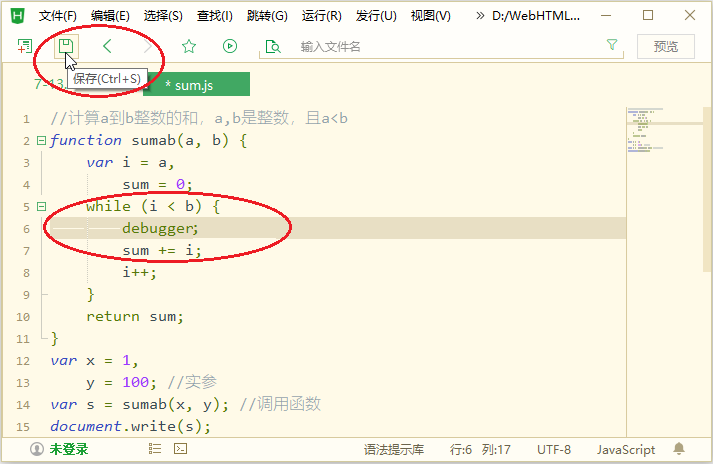 文件(F) 编辑(E) 选择(S) 查找(I) 跳转(G) 运行(R) 发行(U) 视图(V) » D:/WebHTML...
输入文件名 预览
保存(Ctrl+S)
7-13. * sum.js
1 //计算a到b整数的和，a,b是整数，且a<b
2 function sumab(a, b) {
3 var i = a,
4 sum = 0;
5 while (i < b) {
6 debugger;
7 sum += i;
8 i++;
9 }
10 return sum;
11 }
12 var x = 1,
13 y = 100; //实参
14 var s = sumab(x, y); //调用函数
15 document.write(s);
未登录 语法提示库 行:6 列:17 UTF-8 JavaScript